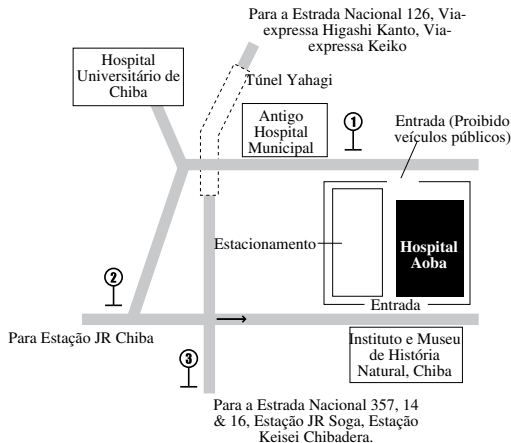 Para a Estrada Nacional 126, Via-
expressa Higashi Kanto, Via-
expressa Keiko
Hospital
Universitário de
Chiba
Túnel Yahagi
Antigo
Hospital
Municipal
1
Entrada (Proibido
veículos públicos)
Estacionamento
Hospital
Aoba
2
Entrada
Para Estação JR Chiba
Instituto e Museu
de História
Natural, Chiba
3
Para a Estrada Nacional 357, 14
& 16, Estação JR Soga, Estação
Keisei Chibadera.